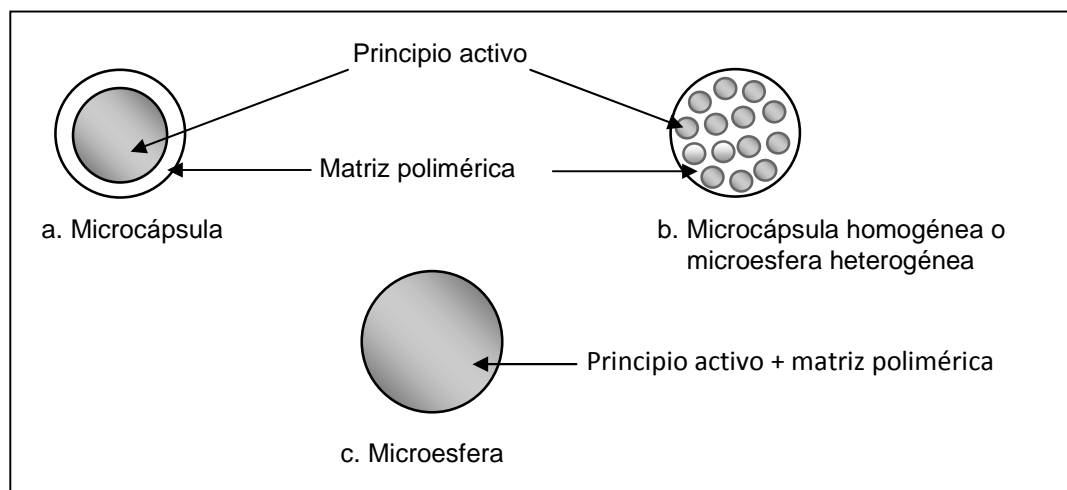 Principio activo
Matriz polimérica
a. Microcápsula
b. Microcápsula homogénea o
microesfera heterogénea
Principio activo + matriz polimérica
c. Microesfera